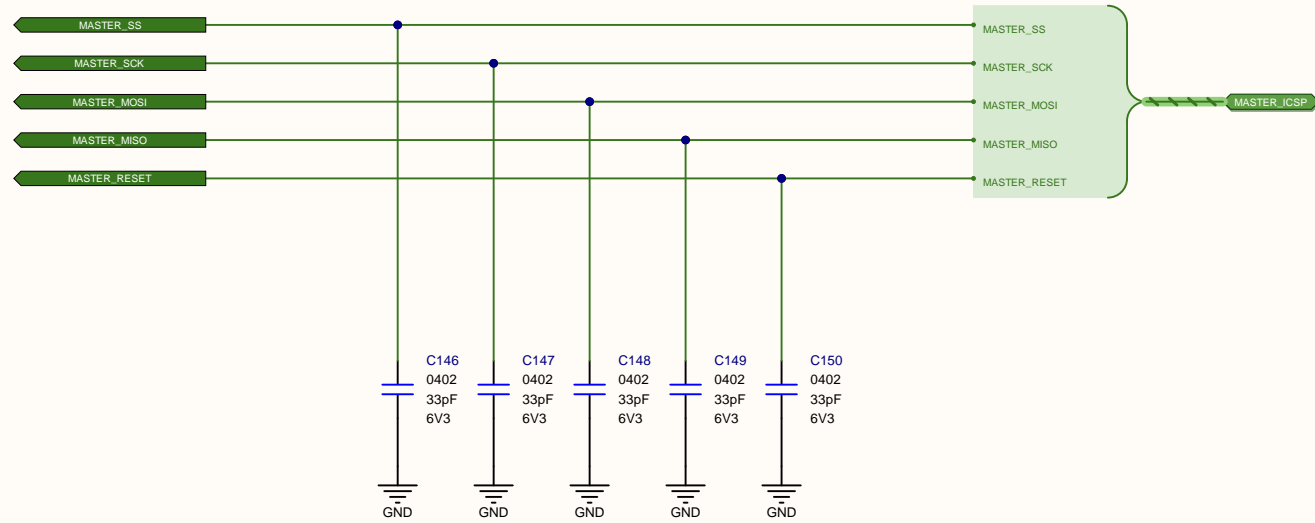 MASTER_SS
MASTER_SS
MASTER_SCK
MASTER_SCK
MASTER_MOSI
MASTER_MOSI
MASTER_ICSP
MASTER_MISO
MASTER_MISO
MASTER_RESET
MASTER_RESET
C146
0402
33pF
6V3
C147
0402
33pF
6V3
C148
0402
33pF
6V3
C149
0402
33pF
6V3
C150
0402
33pF
6V3
GND
GND
GND
GND
GND